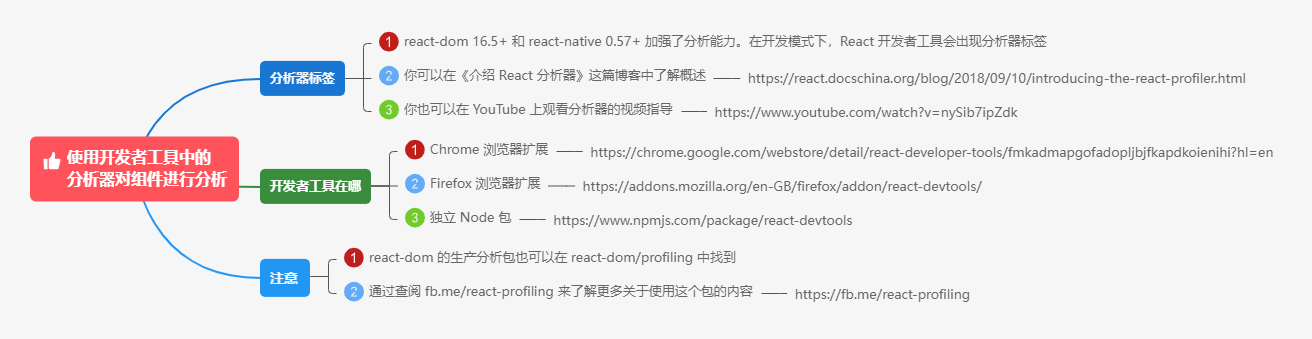 使用开发者工具中的
分析器对组件进行分析
分析器标签
1 react-dom 16.5+ 和 react-native 0.57+ 加强了分析能力。在开发模式下，React 开发者工具会出现分析器标签
2 你可以在《介绍 React 分析器》这篇博客中了解概述 —— https://react.docschina.org/blog/2018/09/10/introducing-the-react-profiler.html
3 你也可以在 YouTube 上观看分析器的视频指导 —— https://www.youtube.com/watch?v=nySib7ipZdk
开发者工具在哪
1 Chrome 浏览器扩展 —— https://chrome.google.com/webstore/detail/react-developer-tools/fmkadmapgofadopljbjfkapdkoienihi?hl=en
2 Firefox 浏览器扩展 —— https://addons.mozilla.org/en-GB/firefox/addon/react-devtools/
3 独立 Node 包 —— https://www.npmjs.com/package/react-devtools
注意
1 react-dom 的生产分析包也可以在 react-dom/profiling 中找到
2 通过查阅 fb.me/react-profiling 来了解更多关于使用这个包的内容 —— https://fb.me/react-profiling